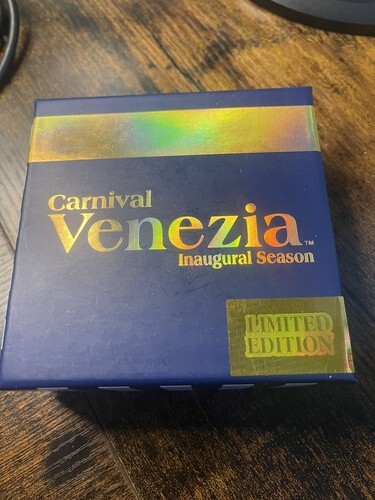 Carnival
Venezia™
Inaugural Season
LIMITED
EDITION